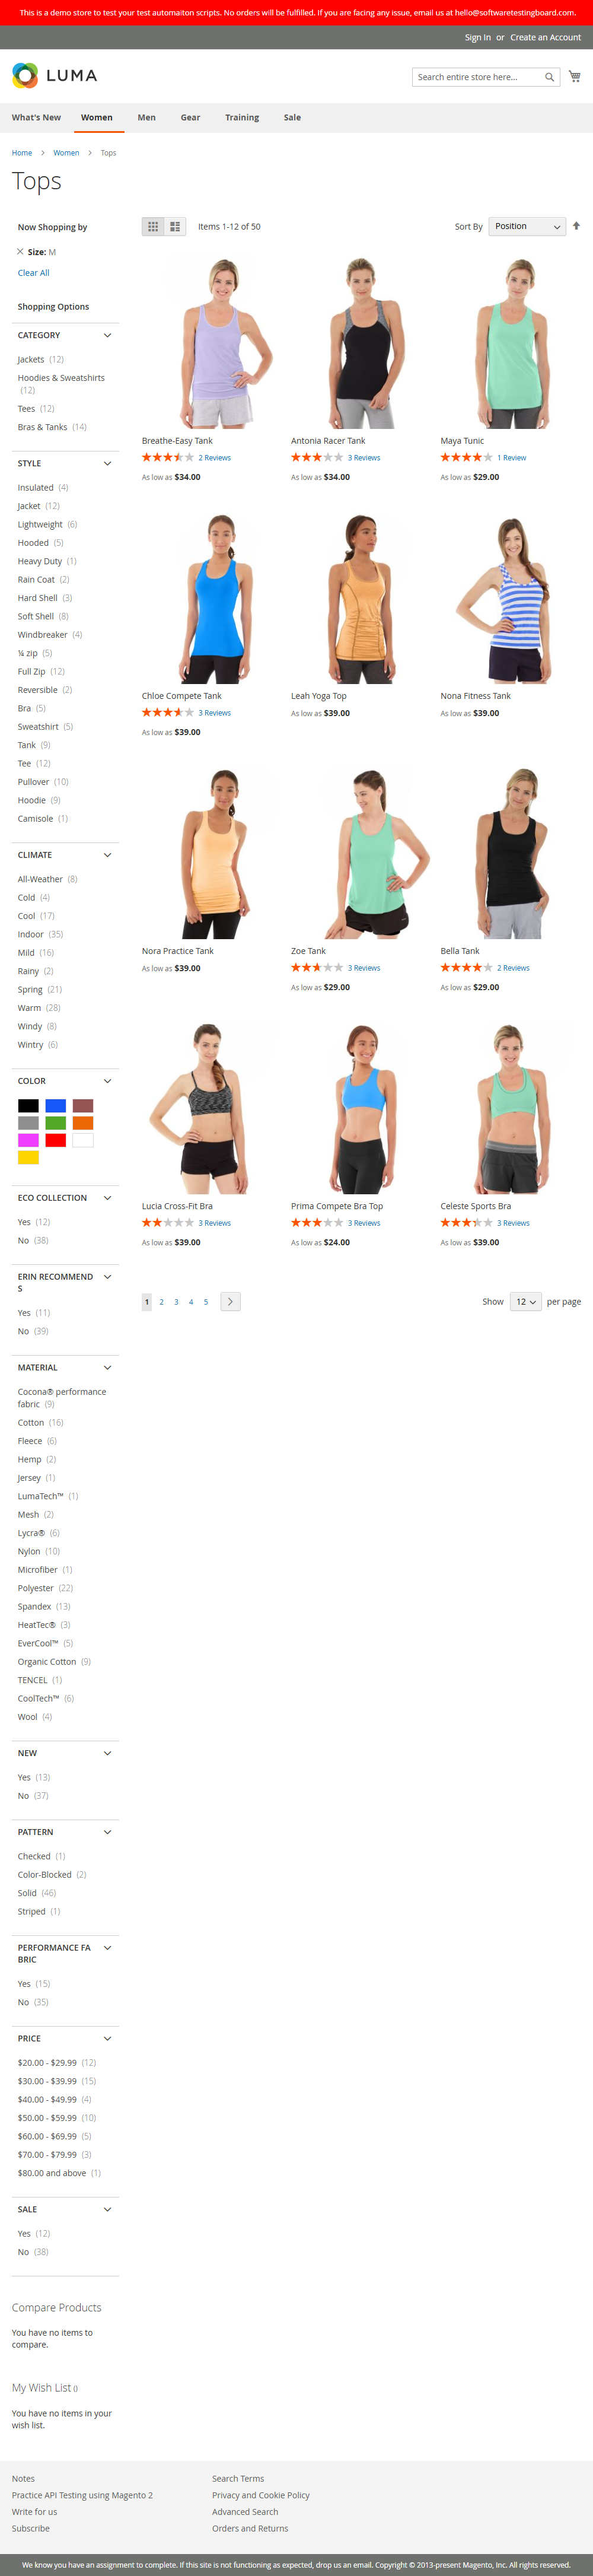 This is a demo store to test your test automaiton scripts. No orders will be fulfilled. If you are facing any issue, email us at hello@softwaretestingboard.com.
Sign In or Create an Account
LUMA
Search entire store here...
What's New Women Men Gear Training Sale
Home > Women > Tops
Tops
Now Shopping by
Size: M
Clear All
Shopping Options
CATEGORY
Jackets (12)
Hoodies & Sweatshirts
(12)
Tees (12)
Bras & Tanks (14)
STYLE
Insulated (4)
Jacket (12)
Lightweight (6)
Hooded (5)
Heavy Duty (1)
Rain Coat (2)
Hard Shell (3)
Soft Shell (8)
Windbreaker (4)
¼ zip (5)
Full Zip (12)
Reversible (2)
Bra (5)
Sweatshirt (5)
Tank (9)
Tee (12)
Pullover (10)
Hoodie (9)
Camisole (1)
CLIMATE
All-Weather (8)
Cold (4)
Cool (17)
Indoor (35)
Mild (16)
Rainy (2)
Spring (21)
Warm (28)
Windy (8)
Wintry (6)
COLOR
ECO COLLECTION
Yes (12)
No (38)
ERIN RECOMMEND
S
Yes (11)
No (39)
MATERIAL
Cocona® performance
fabric (9)
Cotton (16)
Fleece (6)
Hemp (2)
Jersey (1)
LumaTech™ (1)
Mesh (2)
Lycra® (6)
Nylon (10)
Microfiber (1)
Polyester (22)
Spandex (13)
HeatTec® (3)
EverCool™ (5)
Organic Cotton (9)
TENCEL (1)
CoolTech™ (6)
Wool (4)
NEW
Yes (13)
No (37)
PATTERN
Checked (1)
Color-Blocked (2)
Solid (46)
Striped (1)
PERFORMANCE FA
BRIC
Yes (15)
No (35)
PRICE
$20.00 - $29.99 (12)
$30.00 - $39.99 (15)
$40.00 - $49.99 (4)
$50.00 - $59.99 (10)
$60.00 - $69.99 (5)
$70.00 - $79.99 (3)
$80.00 and above (1)
SALE
Yes (12)
No (38)
Compare Products
You have no items to
compare.
My Wish List ()
You have no items in your
wish list.
Items 1-12 of 50
Sort By Position
Breathe-Easy Tank
2 Reviews
As low as $34.00
Antonia Racer Tank
3 Reviews
As low as $34.00
Maya Tunic
1 Review
As low as $29.00
Chloe Compete Tank
3 Reviews
As low as $39.00
Leah Yoga Top
As low as $39.00
Nona Fitness Tank
As low as $39.00
Nora Practice Tank
As low as $39.00
Zoe Tank
3 Reviews
As low as $29.00
Bella Tank
2 Reviews
As low as $29.00
Lucia Cross-Fit Bra
3 Reviews
As low as $39.00
Prima Compete Bra Top
3 Reviews
As low as $24.00
Celeste Sports Bra
3 Reviews
As low as $39.00
1 2 3 4 5
Show 12 per page
Notes
Practice API Testing using Magento 2
Write for us
Subscribe
Search Terms
Privacy and Cookie Policy
Advanced Search
Orders and Returns
We know you have an assignment to complete. If this site is not functioning as expected, drop us an email. Copyright © 2013-present Magento, Inc. All rights reserved.